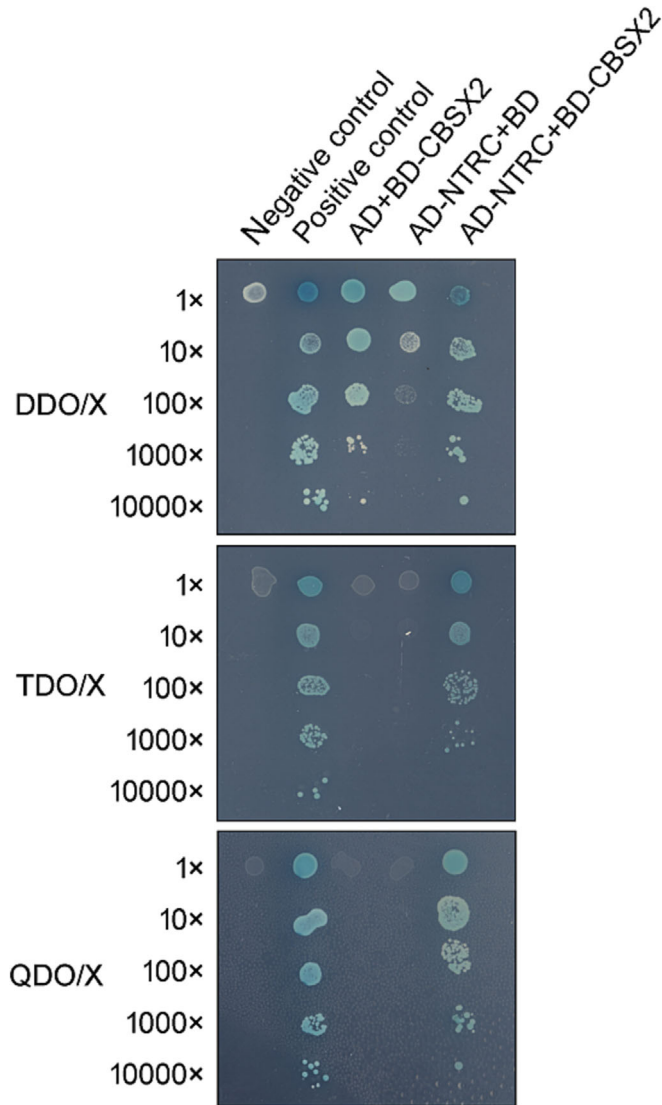 Negative control
Positive control
AD+BD-CBSX2
AD-NTRC+BD
AD-NTRC+BD-CBSX2
DDO/X
1×
10×
100×
1000×
10000×
TDO/X
1×
10×
100×
1000×
10000×
QDO/X
1×
10×
100×
1000×
10000×